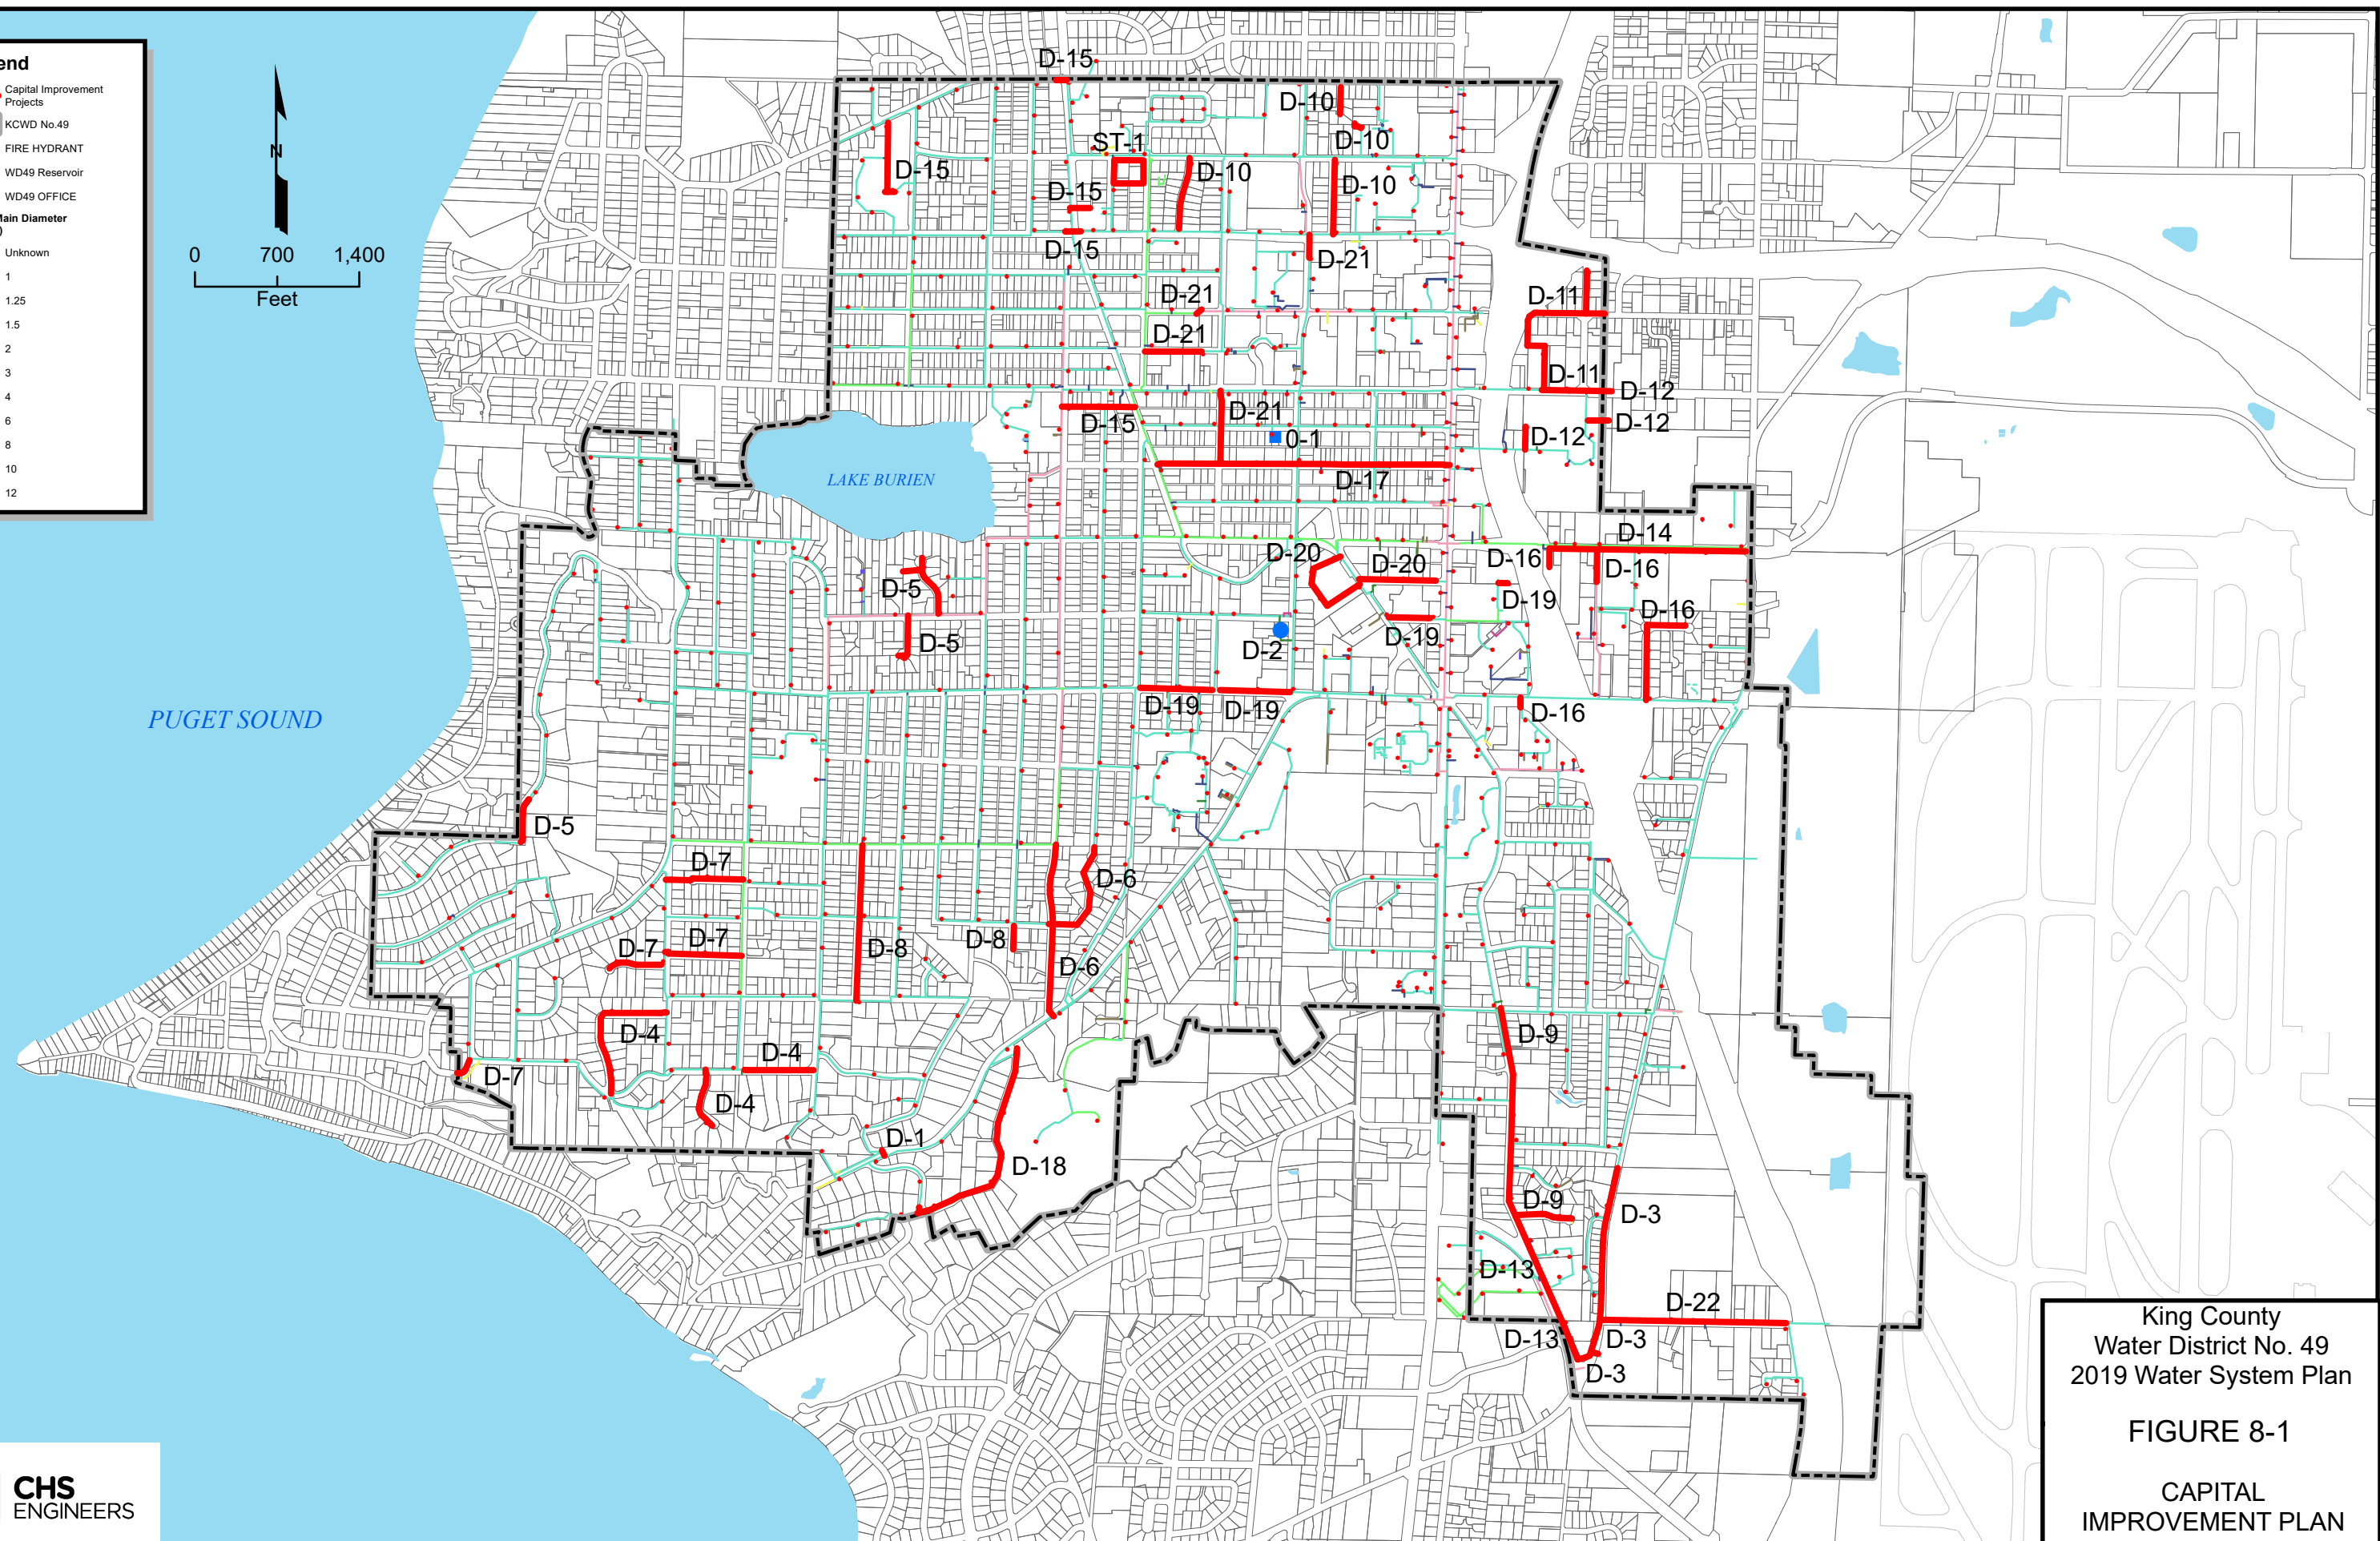 end
Capital Improvement
Projects
KCWD No.49
FIRE HYDRANT
WD49 Reservoir
WD49 OFFICE
Main Diameter
)
Unknown
1
1.25
1.5
2
3
4
6
8
10
12
N
0 700 1,400
Feet
D-15
D-10
D-10
ST-1
D-15
D-10
D-10
D-15
D-15
D-21
D-21
D-11
D-21
D-11
D-12
D-15
D-21
D-12
D-12
0-1
LAKE BURIEN
D-17
D-14
D-20
D-20
D-16
D-16
D-5
D-19
D-16
D-5
D-19
D-2
D-19
D-19
D-16
PUGET SOUND
D-5
D-7
D-6
D-7
D-7
D-8
D-8
D-6
D-4
D-9
D-4
D-7
D-4
D-1
D-18
D-9
D-3
D-13
D-22
D-13
D-3
D-3
King County
Water District No. 49
2019 Water System Plan
FIGURE 8-1
CAPITAL
IMPROVEMENT PLAN
CHS
ENGINEERS